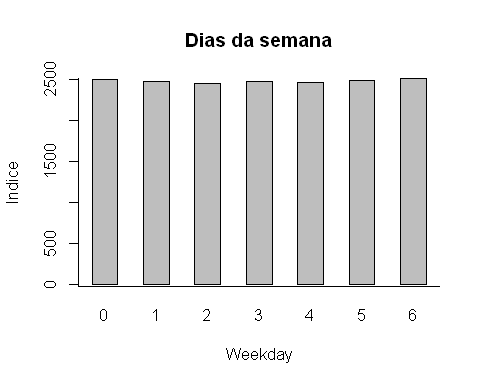 Dias da semana
Indice
2500
1500
500
0
0 1 2 3 4 5 6
Weekday